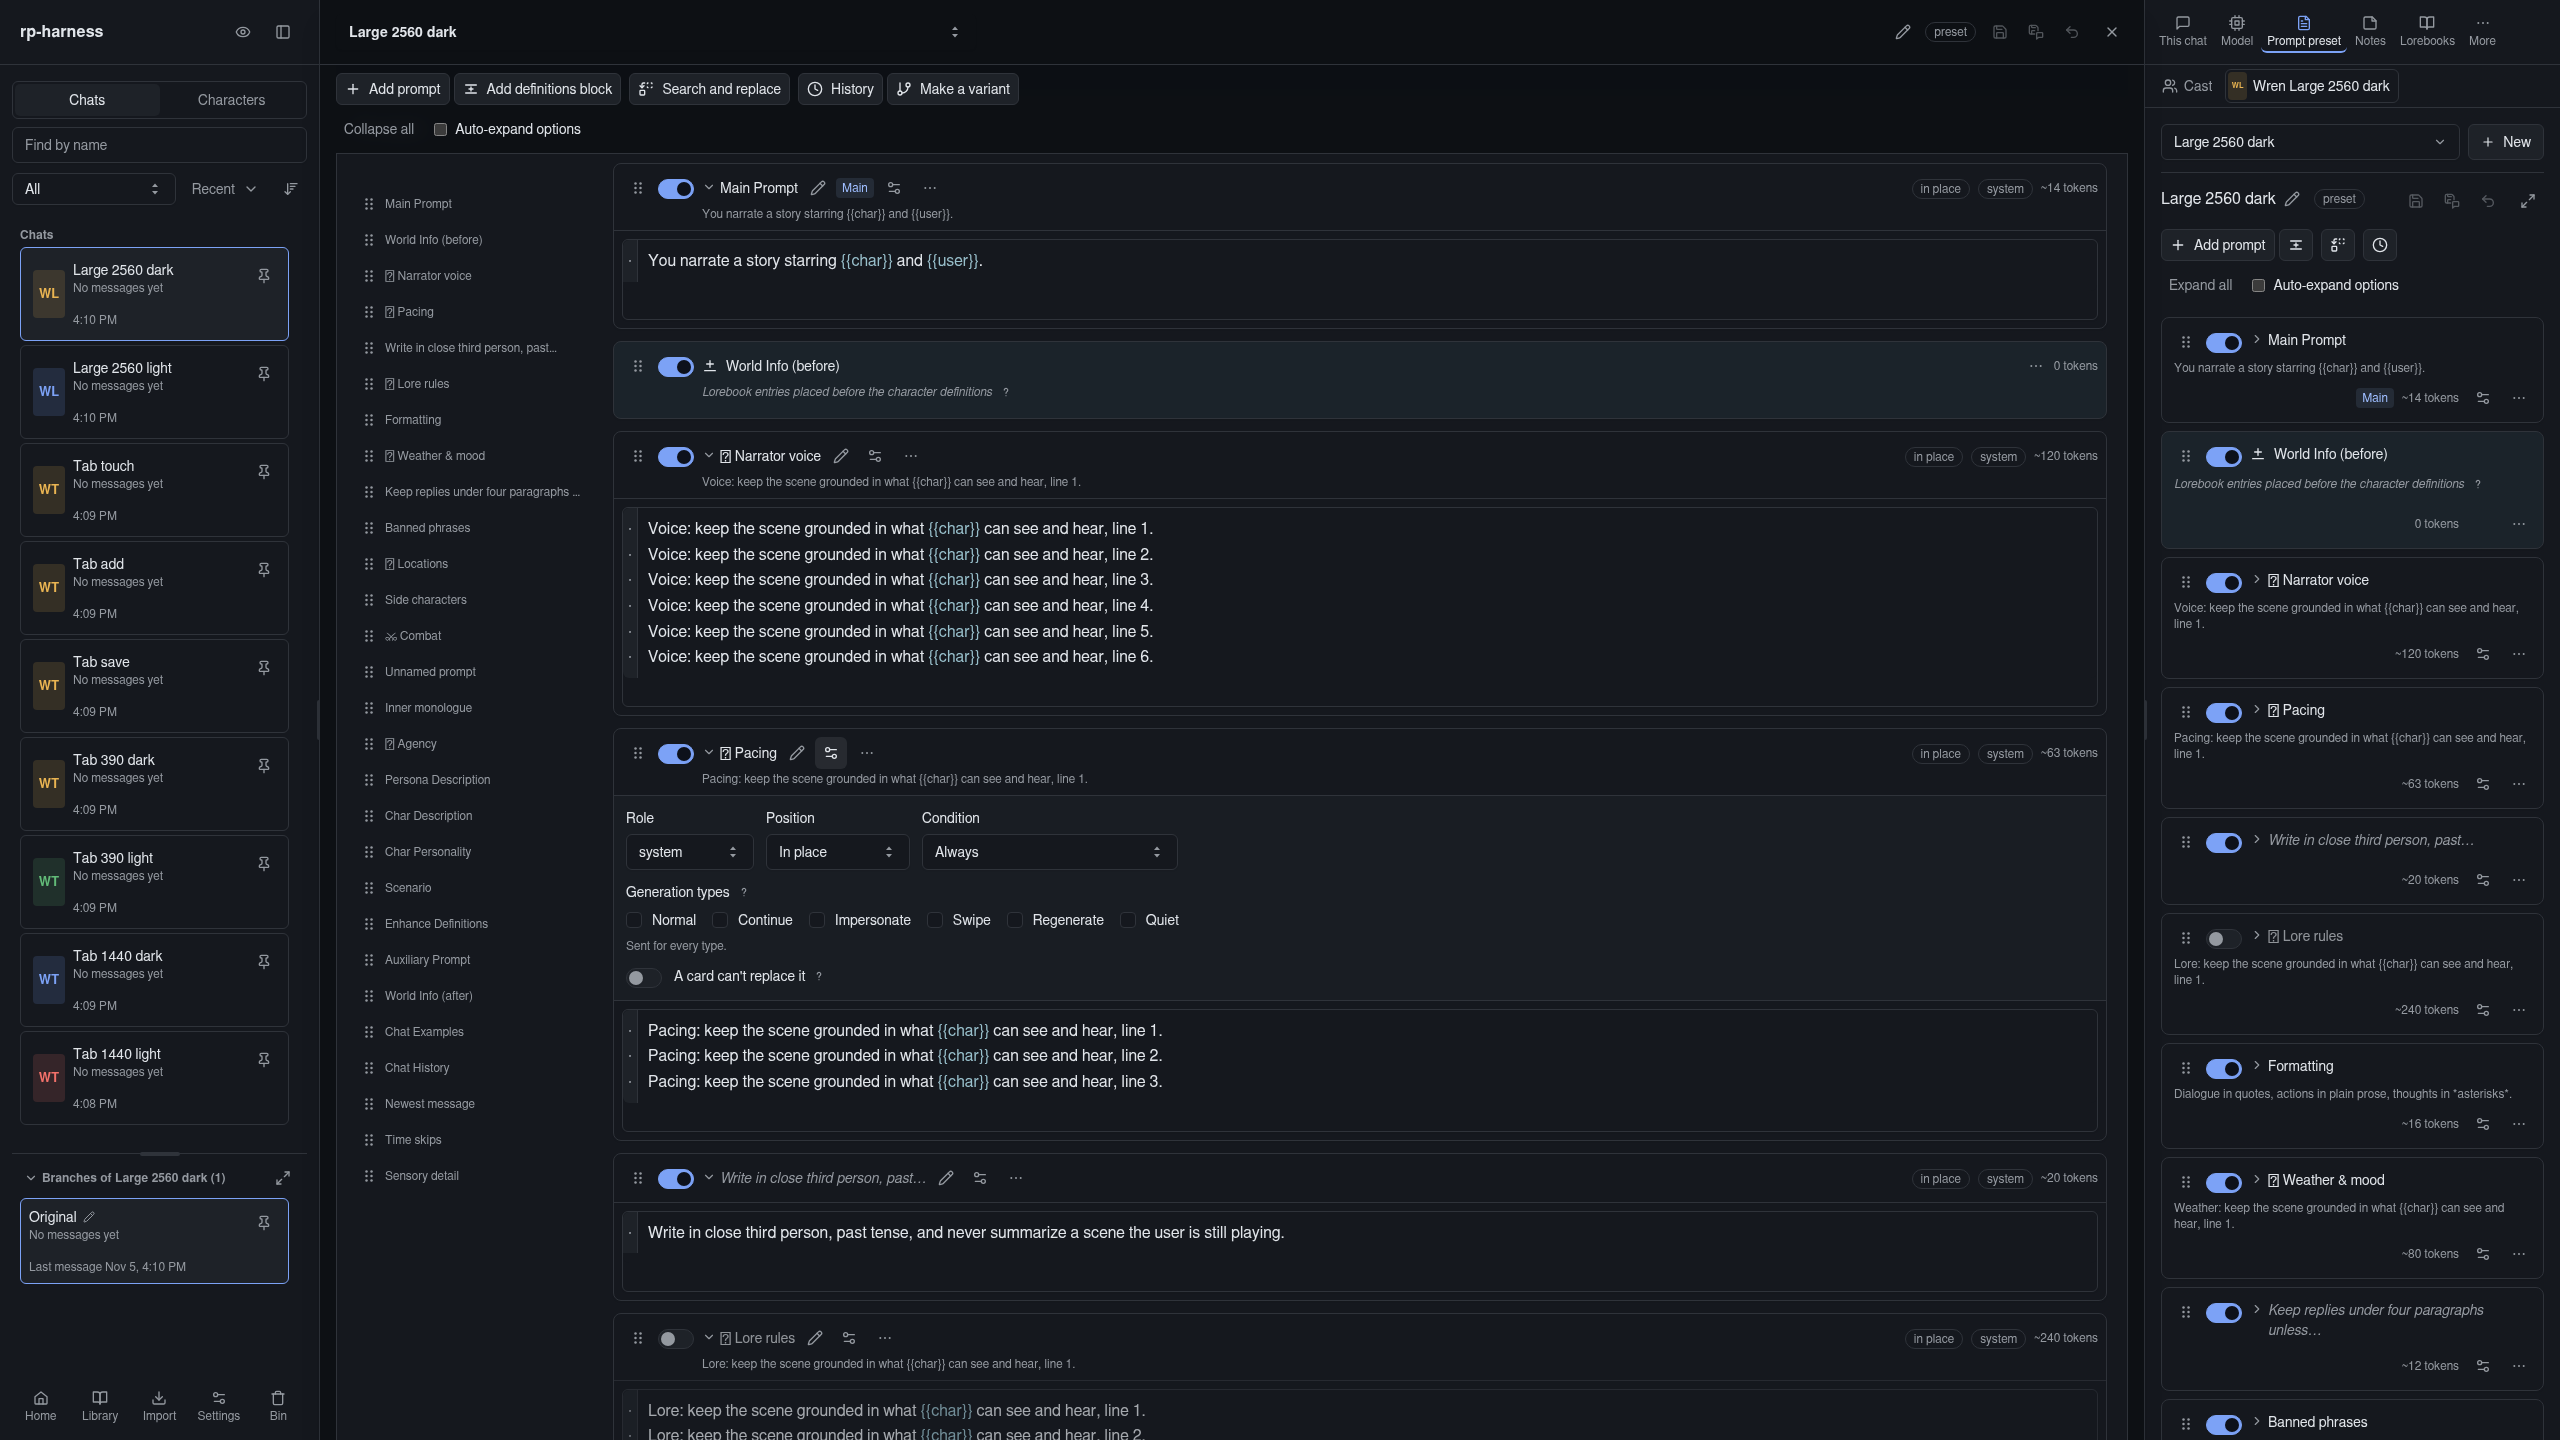 rp-harness
Chats
Characters
Find by name
All
Recent
Chats
WL
Large 2560 dark
No messages yet
4:10 PM
WL
Large 2560 light
No messages yet
4:10 PM
WT
Tab touch
No messages yet
4:09 PM
WT
Tab add
No messages yet
4:09 PM
WT
Tab save
No messages yet
4:09 PM
WT
Tab 390 dark
No messages yet
4:09 PM
WT
Tab 390 light
No messages yet
4:09 PM
WT
Tab 1440 dark
No messages yet
4:09 PM
WT
Tab 1440 light
No messages yet
4:08 PM
Branches of Large 2560 dark (1)
Original
No messages yet
Last message Nov 5, 4:10 PM
Home
Library
Import
Settings
Bin
Large 2560 dark
preset
Add prompt
Add definitions block
Search and replace
History
Make a variant
Collapse all
Auto-expand options
Main Prompt
World Info (before)
Narrator voice
Pacing
Write in close third person, past…
Lore rules
Formatting
Weather & mood
Keep replies under four paragraphs …
Banned phrases
Locations
Side characters
Combat
Unnamed prompt
Inner monologue
Agency
Persona Description
Char Description
Char Personality
Scenario
Enhance Definitions
Auxiliary Prompt
World Info (after)
Chat Examples
Chat History
Newest message
Time skips
Sensory detail
Main Prompt
Main
in place
system
~14 tokens
You narrate a story starring {{char}} and {{user}}.
You narrate a story starring {{char}} and {{user}}.
World Info (before)
0 tokens
Lorebook entries placed before the character definitions ?
Narrator voice
in place
system
~120 tokens
Voice: keep the scene grounded in what {{char}} can see and hear, line 1.
Voice: keep the scene grounded in what {{char}} can see and hear, line 1.
Voice: keep the scene grounded in what {{char}} can see and hear, line 2.
Voice: keep the scene grounded in what {{char}} can see and hear, line 3.
Voice: keep the scene grounded in what {{char}} can see and hear, line 4.
Voice: keep the scene grounded in what {{char}} can see and hear, line 5.
Voice: keep the scene grounded in what {{char}} can see and hear, line 6.
Pacing
in place
system
~63 tokens
Pacing: keep the scene grounded in what {{char}} can see and hear, line 1.
Role
Position
Condition
system
In place
Always
Generation types ?
Normal
Continue
Impersonate
Swipe
Regenerate
Quiet
Sent for every type.
A card can't replace it ?
Pacing: keep the scene grounded in what {{char}} can see and hear, line 1.
Pacing: keep the scene grounded in what {{char}} can see and hear, line 2.
Pacing: keep the scene grounded in what {{char}} can see and hear, line 3.
Write in close third person, past…
in place
system
~20 tokens
Write in close third person, past tense, and never summarize a scene the user is still playing.
Lore rules
in place
system
~240 tokens
Lore: keep the scene grounded in what {{char}} can see and hear, line 1.
Lore: keep the scene grounded in what {{char}} can see and hear, line 1.
Lore: keep the scene grounded in what {{char}} can see and hear, line 2.
This chat
Model
Prompt preset
Notes
Lorebooks
More
Cast
WL
Wren Large 2560 dark
Large 2560 dark
New
Large 2560 dark
preset
Add prompt
Expand all
Auto-expand options
Main Prompt
You narrate a story starring {{char}} and {{user}}.
Main
~14 tokens
World Info (before)
Lorebook entries placed before the character definitions ?
0 tokens
Narrator voice
Voice: keep the scene grounded in what {{char}} can see and hear,
line 1.
~120 tokens
Pacing
Pacing: keep the scene grounded in what {{char}} can see and hear,
line 1.
~63 tokens
Write in close third person, past…
~20 tokens
Lore rules
Lore: keep the scene grounded in what {{char}} can see and hear,
line 1.
~240 tokens
Formatting
Dialogue in quotes, actions in plain prose, thoughts in *asterisks*.
~16 tokens
Weather & mood
Weather: keep the scene grounded in what {{char}} can see and
hear, line 1.
~80 tokens
Keep replies under four paragraphs
unless…
~12 tokens
Banned phrases